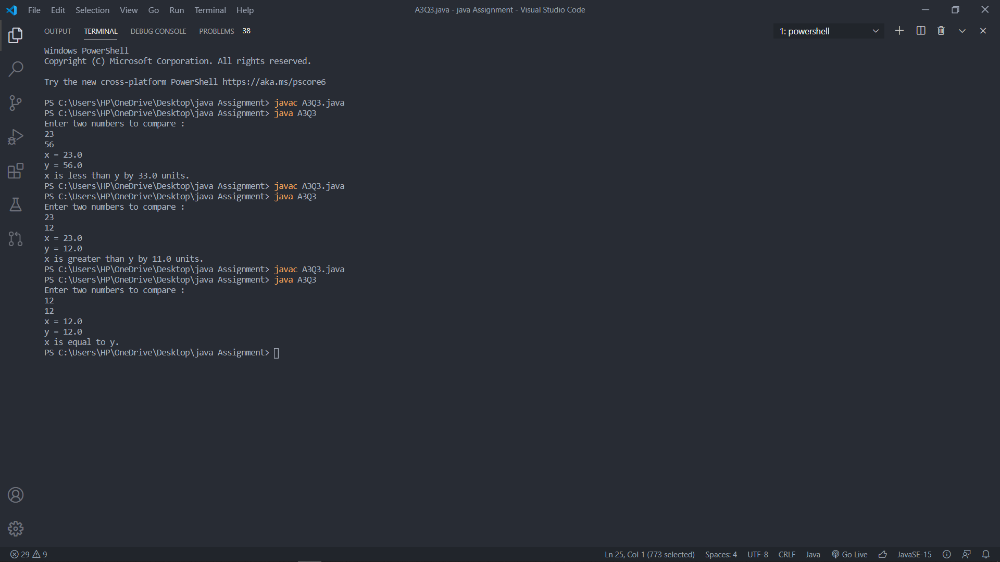 File Edit Selection View Go Run Terminal Help
A3Q3.java - java Assignment - Visual Studio Code
OUTPUT TERMINAL DEBUG CONSOLE PROBLEMS 38
1: powershell
Windows PowerShell
Copyright (C) Microsoft Corporation. All rights reserved.
Try the new cross-platform PowerShell https://aka.ms/pscore6
PS C:\Users\HP\OneDrive\Desktop\java Assignment> javac A3Q3.java
PS C:\Users\HP\OneDrive\Desktop\java Assignment> java A3Q3
Enter two numbers to compare :
23
56
x = 23.0
y = 56.0
x is less than y by 33.0 units.
PS C:\Users\HP\OneDrive\Desktop\java Assignment> javac A3Q3.java
PS C:\Users\HP\OneDrive\Desktop\java Assignment> java A3Q3
Enter two numbers to compare :
23
12
x = 23.0
y = 12.0
x is greater than y by 11.0 units.
PS C:\Users\HP\OneDrive\Desktop\java Assignment> javac A3Q3.java
PS C:\Users\HP\OneDrive\Desktop\java Assignment> java A3Q3
Enter two numbers to compare :
12
12
x = 12.0
y = 12.0
x is equal to y.
PS C:\Users\HP\OneDrive\Desktop\java Assignment>
29 9
Ln 25, Col 1 (773 selected) Spaces: 4 UTF-8 CRLF Java Go Live JavaSE-15